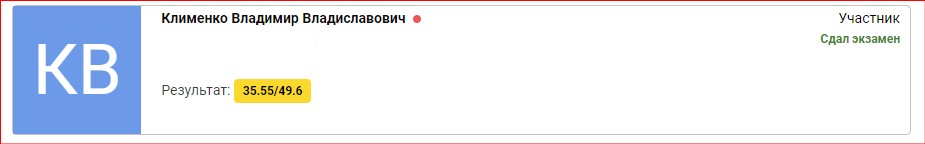 КВ
Клименко Владимир Владиславович
Участник
Сдал экзамен
Результат: 35.55/49.6